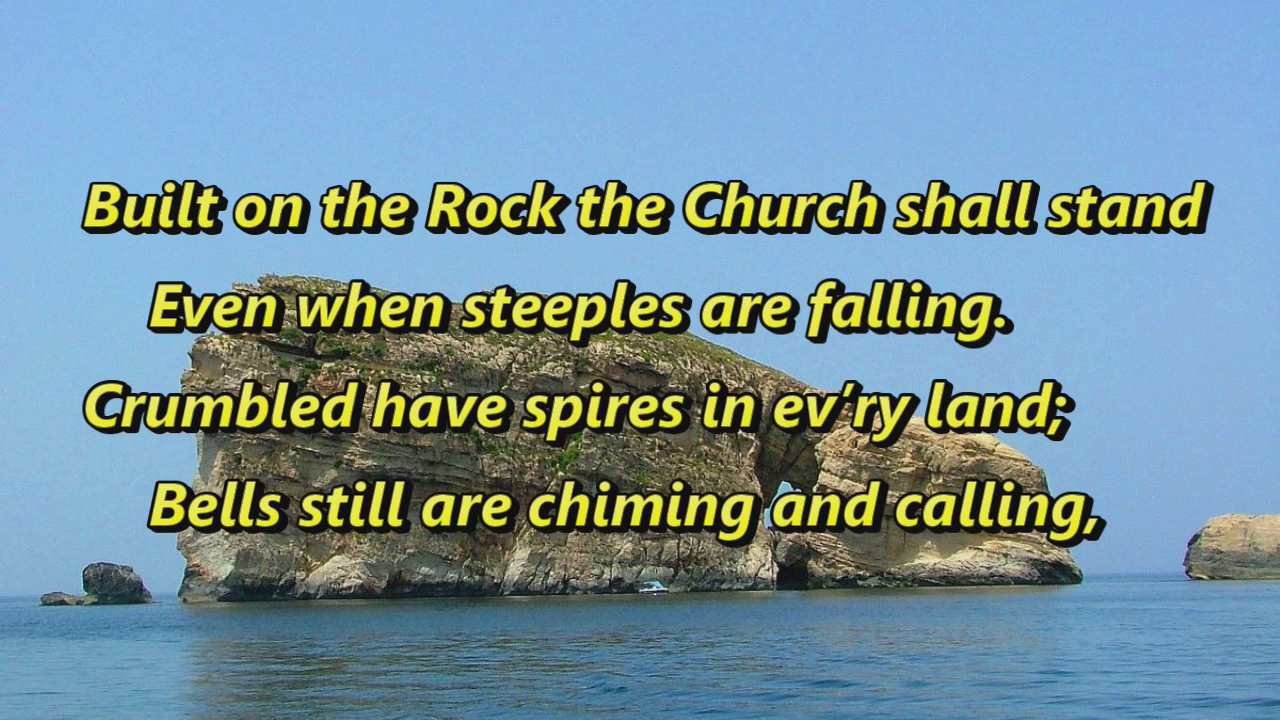 Built on the Rock the Church shall stand
Even when steeples are falling.
Crumbled have spires in ev’ry land;
Bells still are chiming and calling,